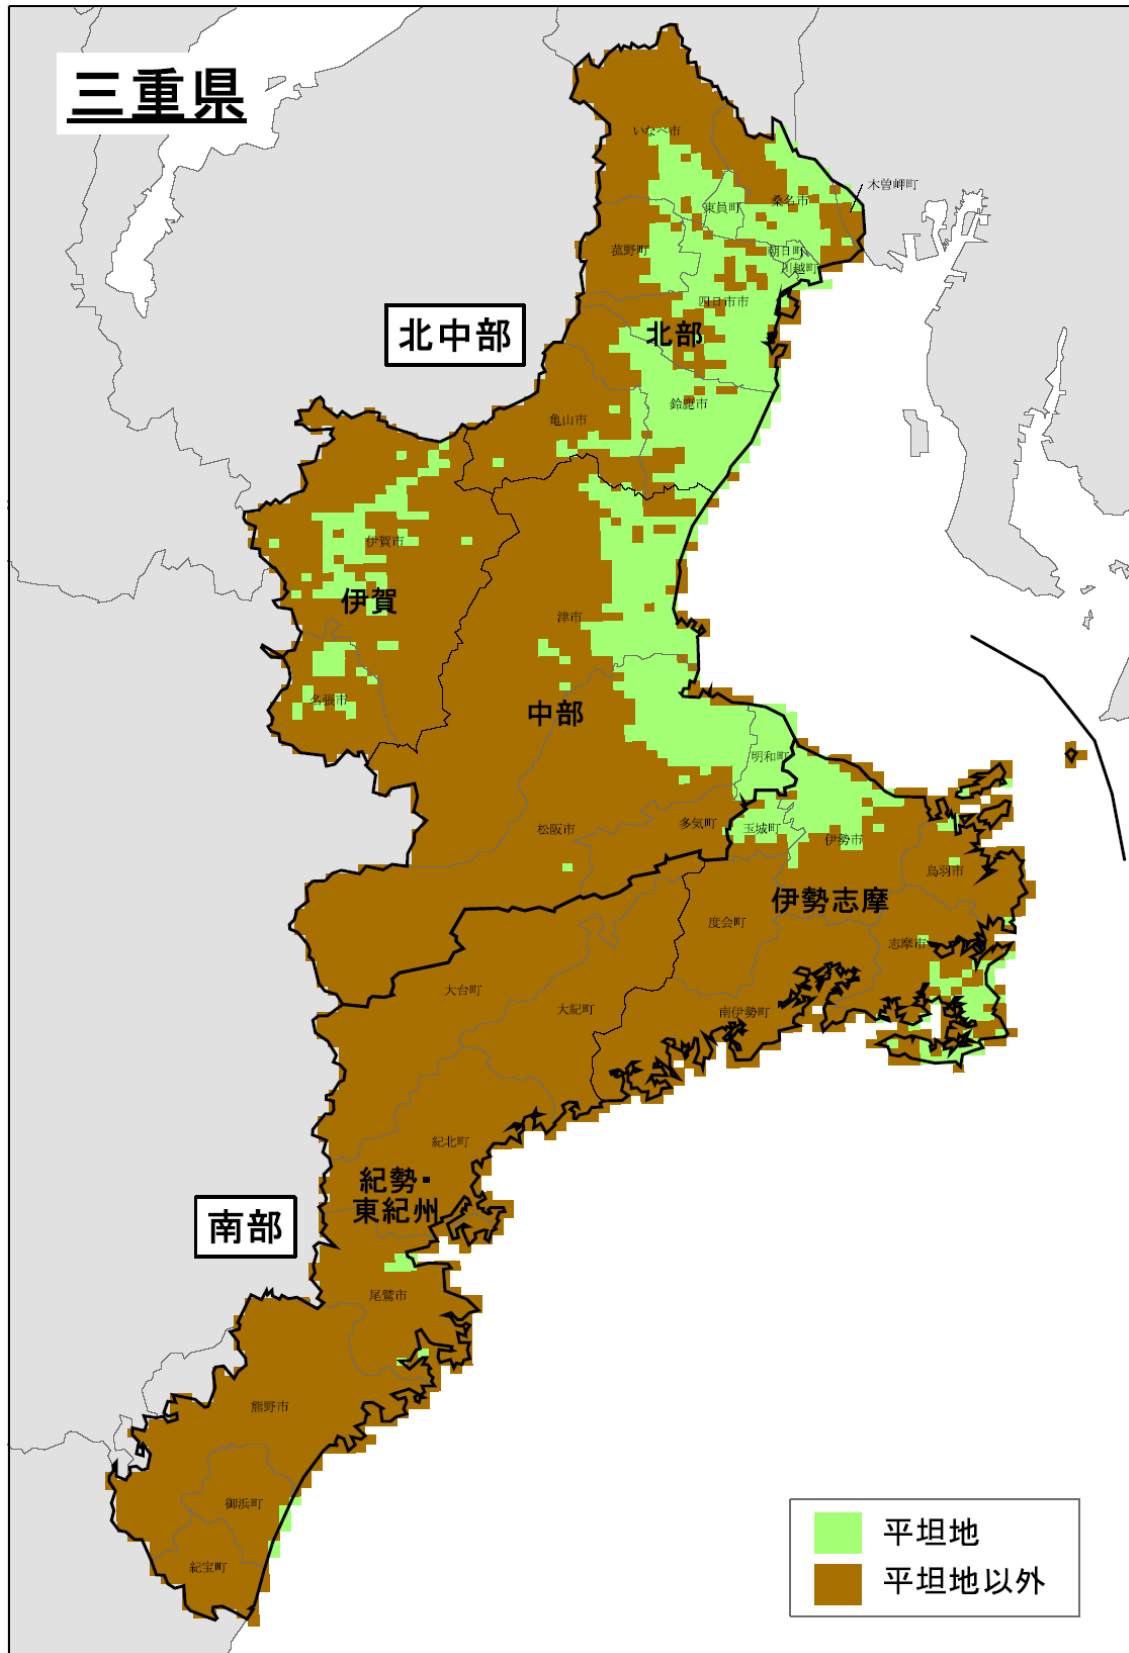 三重県
いなべ市
木曽岬町
桑名市
東員町
菰野町
朝日町
川越町
四日市市
北中部
北部
鈴鹿市
亀山市
伊賀市
伊賀
津市
名張市
中部
明和町
松阪市
多気町
玉城町
伊勢市
鳥羽市
伊勢志摩
度会町
志摩市
大台町
大紀町
南伊勢町
紀北町
紀勢・
東紀州
南部
尾鷲市
熊野市
御浜町
紀宝町
平坦地
平坦地以外